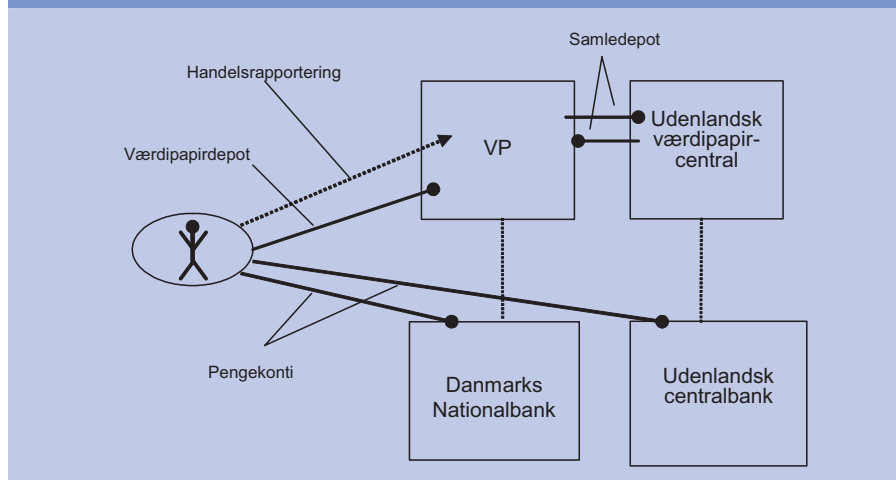 Samledepot
Handelsrapportering
Værdipapirdepot
VP
Udenlandsk
værdipapir-
central
Pengekonti
Danmarks
Nationalbank
Udenlandsk
centralbank